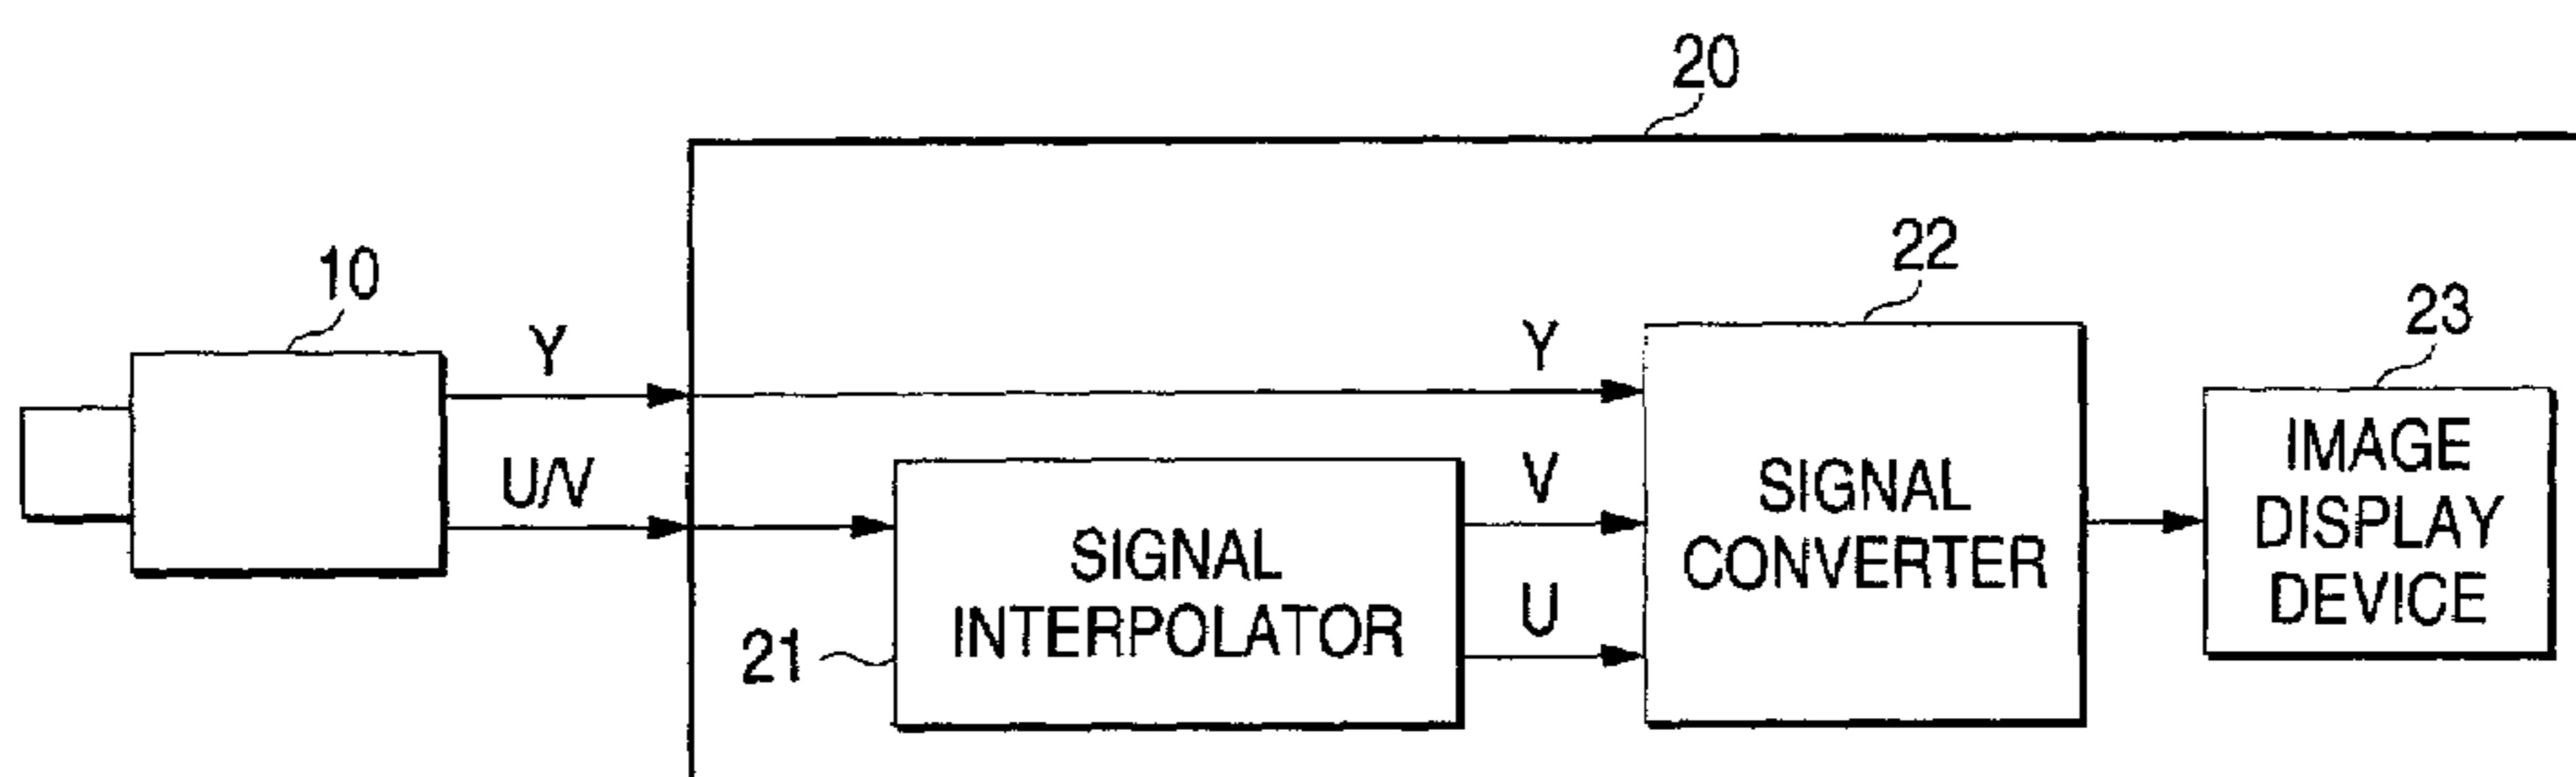 20
22
10
23
Y
Y
IMAGE
DISPLAY
DEVICE
U/V
V
SIGNAL
CONVERTER
SIGNAL
INTERPOLATOR
U
21